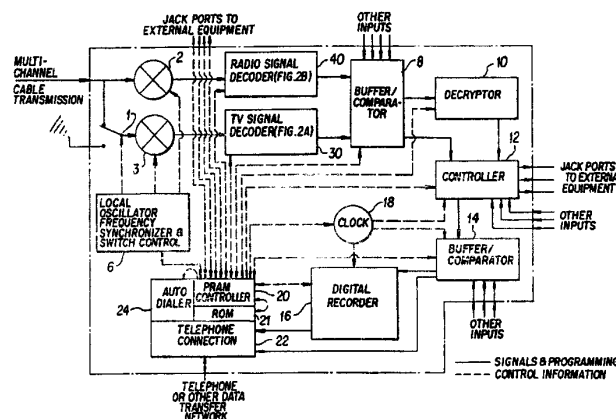 JACK PORTS TO
EXTERNAL EQUIPMENT
OTHER
INPUTS
MULTI-
CHANNEL
CABLE
TRANSMISSION
2
RADIO SIGNAL
DECODER(FIG.2B)
40
8
BUFFER/
COMPARA-
TOR
10
DECRYPTOR
1
3
TV SIGNAL
DECODER(FIG.2A)
30
12
CONTROLLER
JACK PORTS
TO EXTERNAL
EQUIPMENT
OTHER
INPUTS
LOCAL
OSCILLATOR
FREQUENCY
SYNCHRONIZER &
SWITCH CONTROL
6
CLOCK
18
14
BUFFER/
COMPARATOR
24
AUTO
DIALER
PRAM
CONTROLLER
20
ROM
21
TELEPHONE
CONNECTION
22
16
DIGITAL
RECORDER
OTHER
INPUTS
SIGNALS & PROGRAMMING
CONTROL INFORMATION
TELEPHONE
OR OTHER DATA
TRANSFER
NETWORK